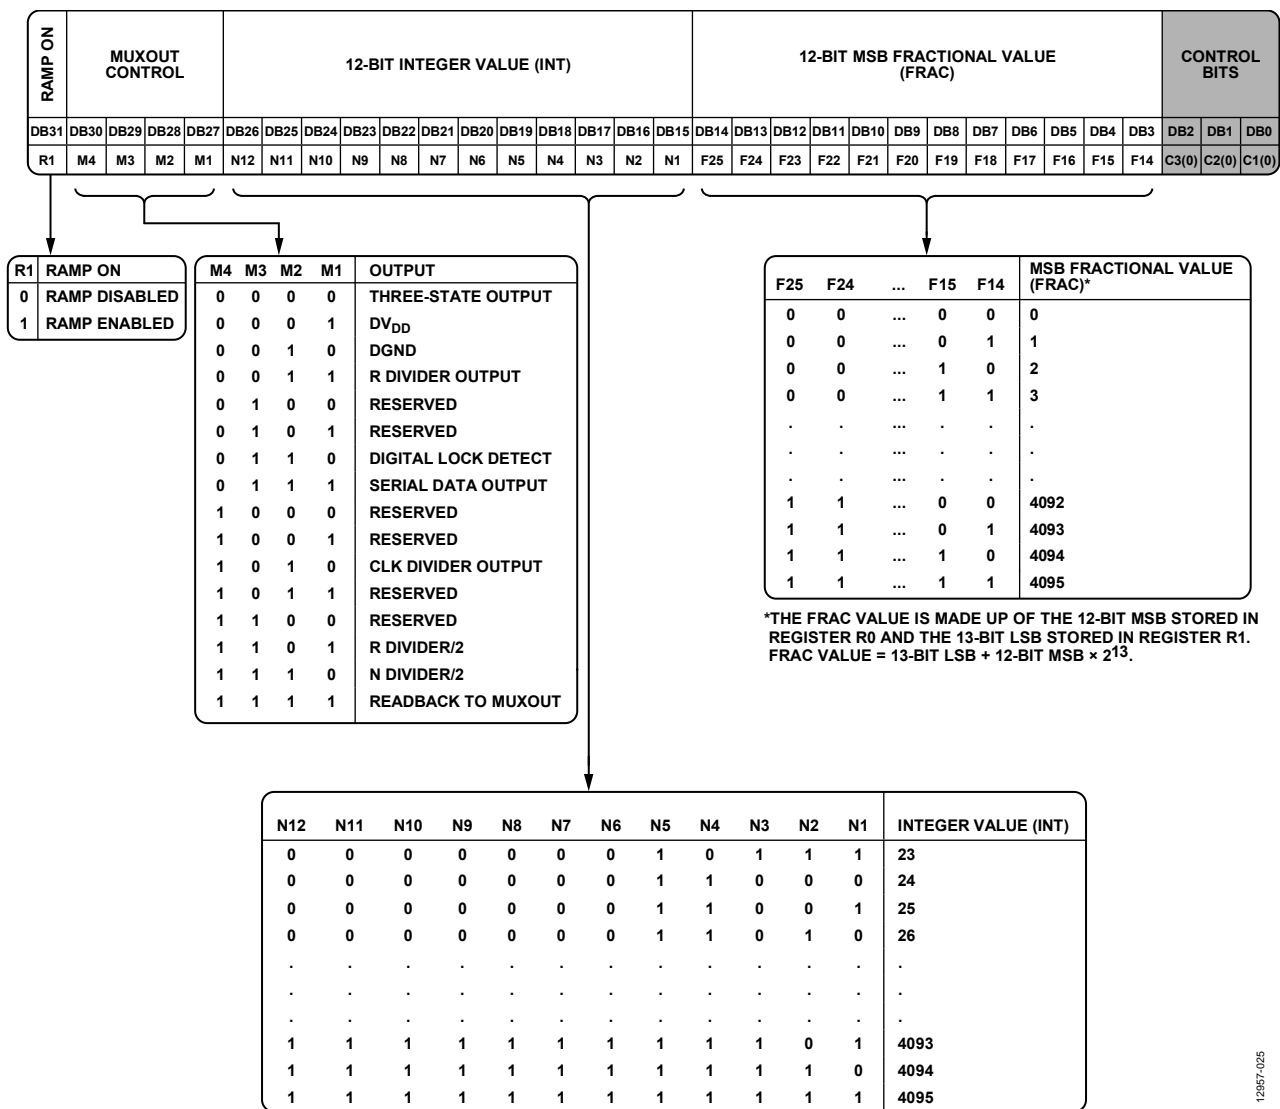 RAMP ON
MUXOUT
CONTROL
12-BIT INTEGER VALUE (INT)
12-BIT MSB FRACTIONAL VALUE
(FRAC)
CONTROL
BITS
DB31 DB30 DB29 DB28 DB27 DB26 DB25 DB24 DB23 DB22 DB21 DB20 DB19 DB18 DB17 DB16 DB15 DB14 DB13 DB12 DB11 DB10 DB9 DB8 DB7 DB6 DB5 DB4 DB3 DB2 DB1 DB0
R1 M4 M3 M2 M1 N12 N11 N10 N9 N8 N7 N6 N5 N4 N3 N2 N1 F25 F24 F23 F22 F21 F20 F19 F18 F17 F16 F15 F14 C3(0) C2(0) C1(0)
R1 RAMP ON
0 RAMP DISABLED
1 RAMP ENABLED
M4 M3 M2 M1 OUTPUT
0 0 0 0 THREE-STATE OUTPUT
0 0 0 1 DVDD
0 0 1 0 DGND
0 0 1 1 R DIVIDER OUTPUT
0 1 0 0 RESERVED
0 1 0 1 RESERVED
0 1 1 0 DIGITAL LOCK DETECT
0 1 1 1 SERIAL DATA OUTPUT
1 0 0 0 RESERVED
1 0 0 1 RESERVED
1 0 1 0 CLK DIVIDER OUTPUT
1 0 1 1 RESERVED
1 1 0 0 RESERVED
1 1 0 1 R DIVIDER/2
1 1 1 0 N DIVIDER/2
1 1 1 1 READBACK TO MUXOUT
F25 F24 ... F15 F14 MSB FRACTIONAL VALUE
(FRAC)*
0 0 ... 0 0 0
0 0 ... 0 1 1
0 0 ... 1 0 2
0 0 ... 1 1 3
. . ... . . .
. . ... . . .
. . ... . . .
1 1 ... 0 0 4092
1 1 ... 0 1 4093
1 1 ... 1 0 4094
1 1 ... 1 1 4095
*THE FRAC VALUE IS MADE UP OF THE 12-BIT MSB STORED IN
REGISTER R0 AND THE 13-BIT LSB STORED IN REGISTER R1.
FRAC VALUE = 13-BIT LSB + 12-BIT MSB × 2¹³.
N12 N11 N10 N9 N8 N7 N6 N5 N4 N3 N2 N1 INTEGER VALUE (INT)
0 0 0 0 0 0 0 1 0 1 1 1 23
0 0 0 0 0 0 0 1 1 0 0 0 24
0 0 0 0 0 0 0 1 1 0 0 1 25
0 0 0 0 0 0 0 1 1 0 1 0 26
. . . . . . . . . . . . .
. . . . . . . . . . . . .
. . . . . . . . . . . . .
1 1 1 1 1 1 1 1 1 1 0 1 4093
1 1 1 1 1 1 1 1 1 1 1 0 4094
1 1 1 1 1 1 1 1 1 1 1 1 4095
12957-025